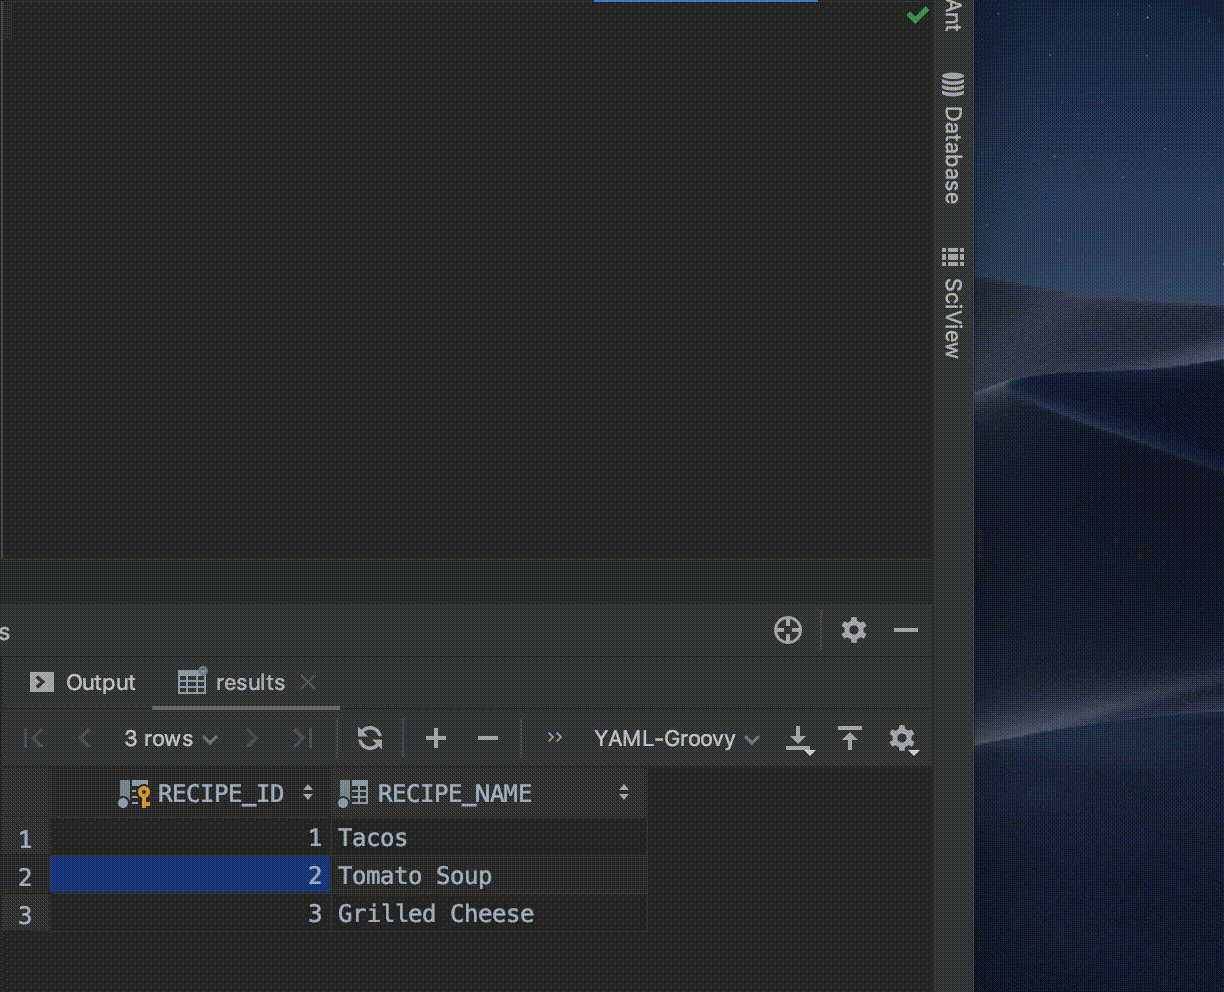 Ant
Database
SciView
s
Output
results
3 rows
YAML-Groovy
RECIPE_ID RECIPE_NAME
1 1 Tacos
2 2 Tomato Soup
3 3 Grilled Cheese